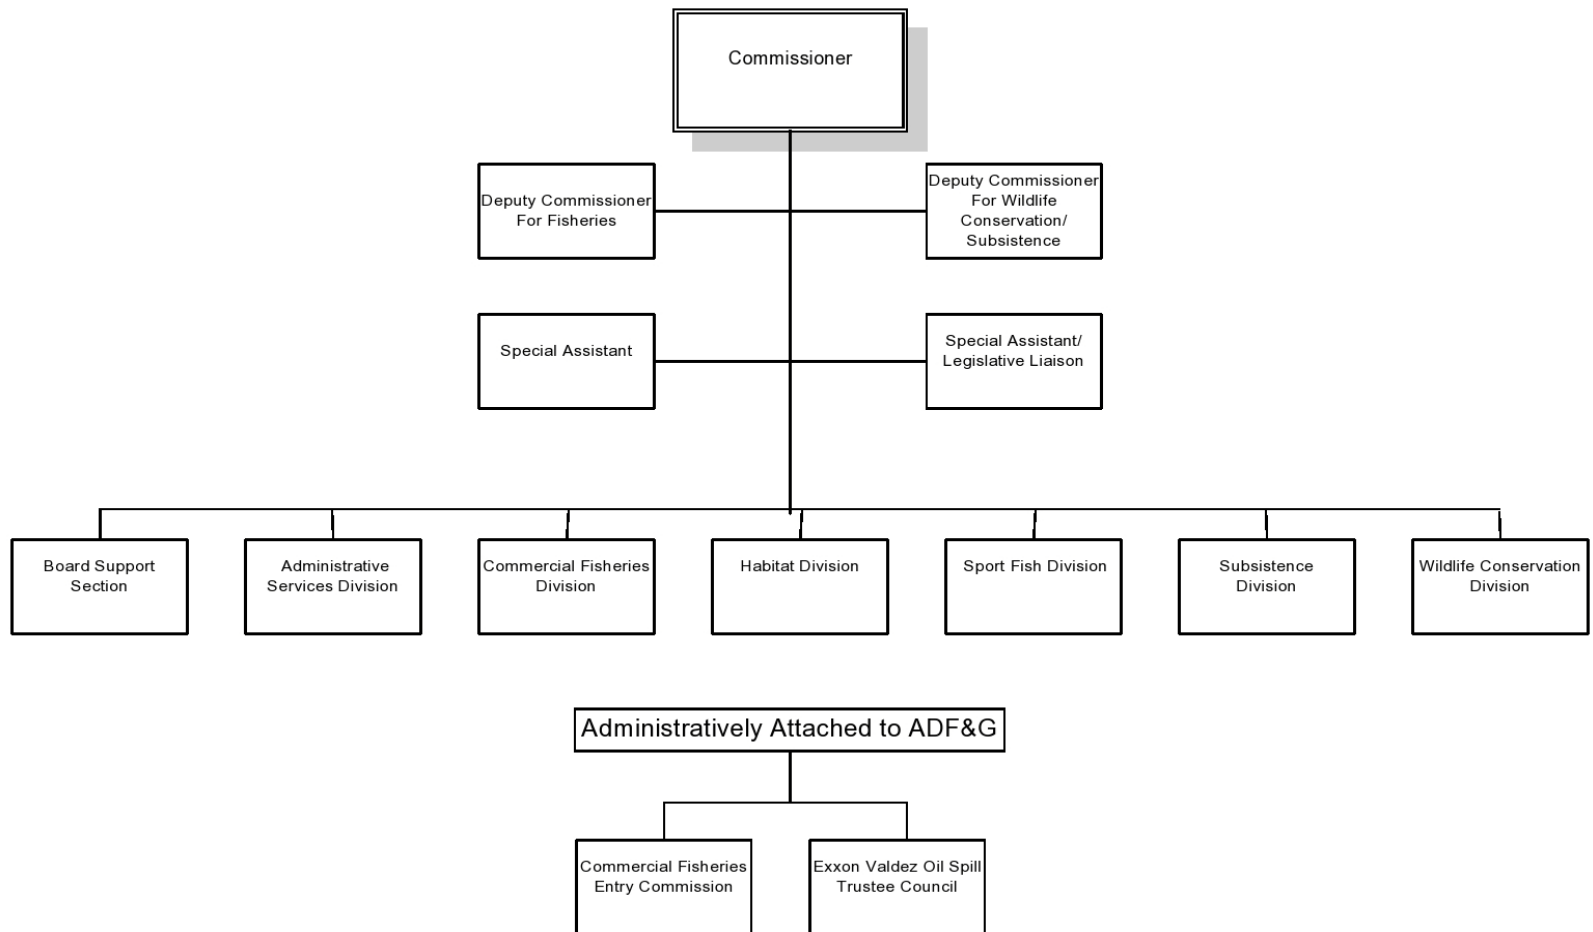 Commissioner
Deputy Commissioner
For Fisheries
Deputy Commissioner
For Wildlife
Conservation/
Subsistence
Special Assistant
Special Assistant/
Legislative Liaison
Board Support
Section
Administrative
Services Division
Commercial Fisheries
Division
Habitat Division
Sport Fish Division
Subsistence
Division
Wildlife Conservation
Division
Administratively Attached to ADF&G
Commercial Fisheries
Entry Commission
Exxon Valdez Oil Spill
Trustee Council